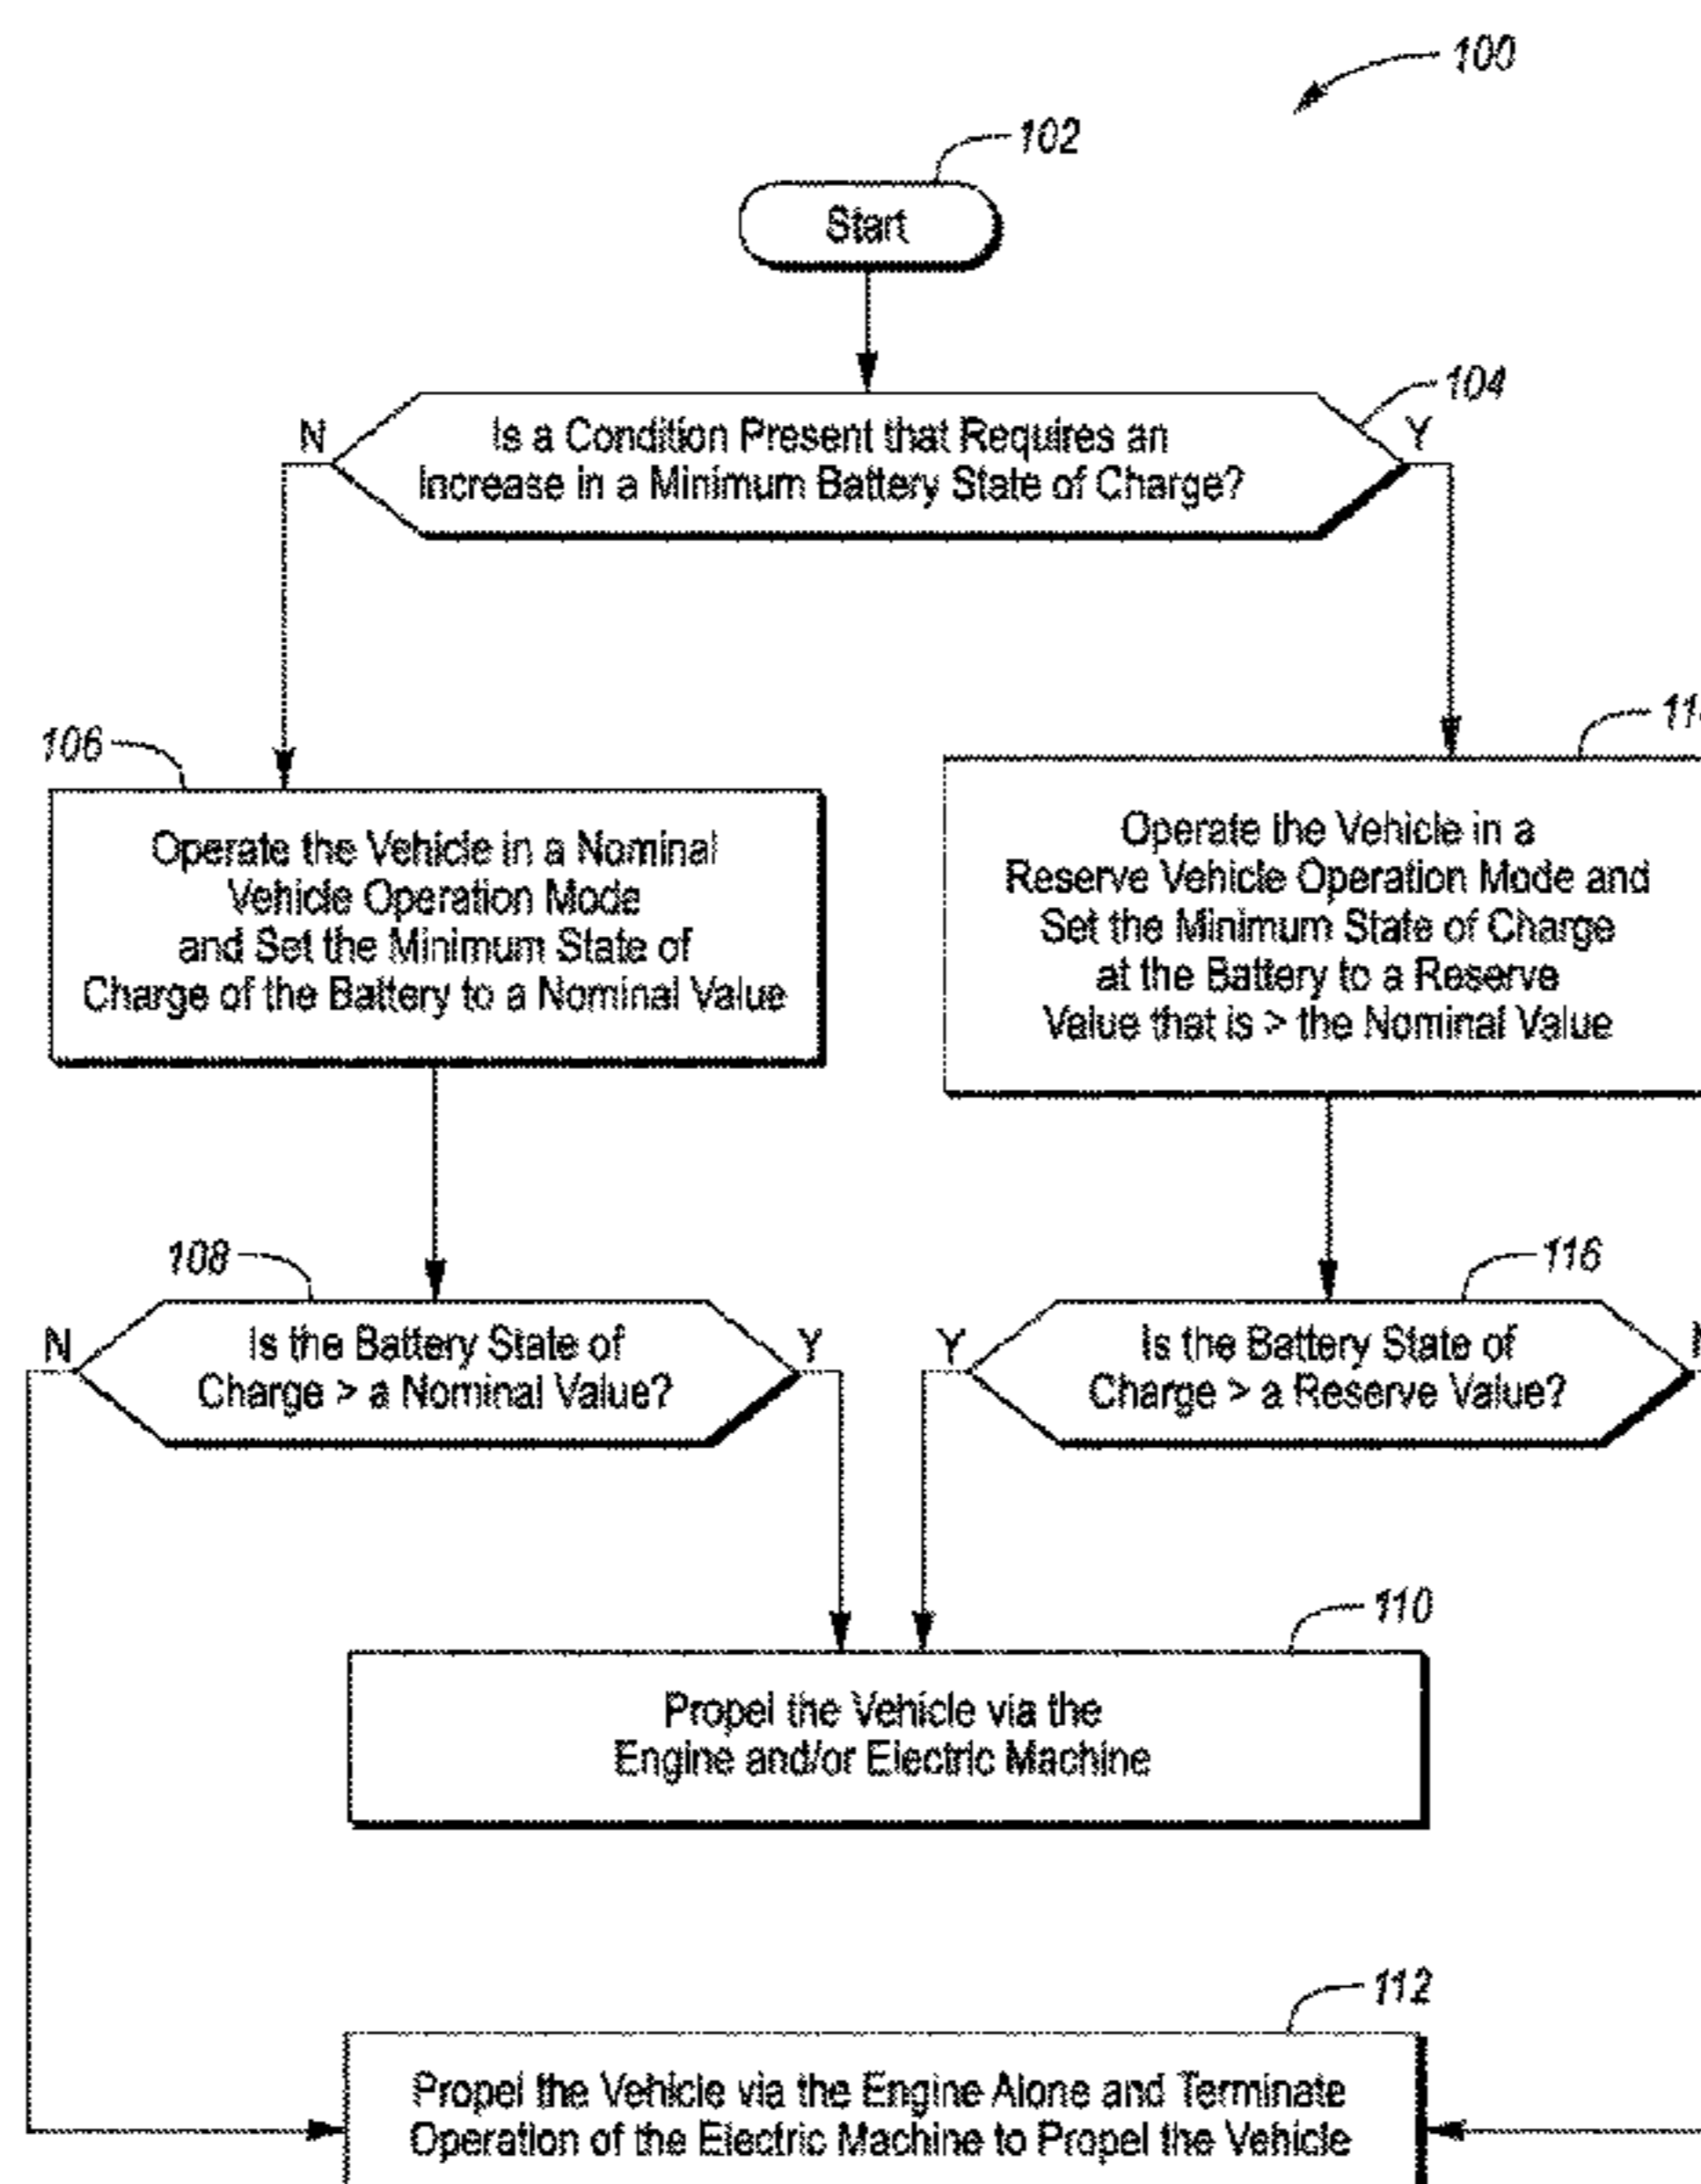 100
102
Start
104
N
Is a Condition Present that Requires an
Increase in a Minimum Battery State of Charge?
Y
106
Operate the Vehicle in a Nominal
Vehicle Operation Mode
and Set the Minimum State of
Charge of the Battery to a Nominal Value
Operate the Vehicle in a
Reserve Vehicle Operation Mode and
Set the Minimum State of Charge
at the Battery to a Reserve
Value that is > the Nominal Value
108
N
Is the Battery State of
Charge > a Nominal Value?
Y
116
Y
Is the Battery State of
Charge > a Reserve Value?
110
Propel the Vehicle via the
Engine and/or Electric Machine
112
Propel the Vehicle via the Engine Alone and Terminate
Operation of the Electric Machine to Propel the Vehicle